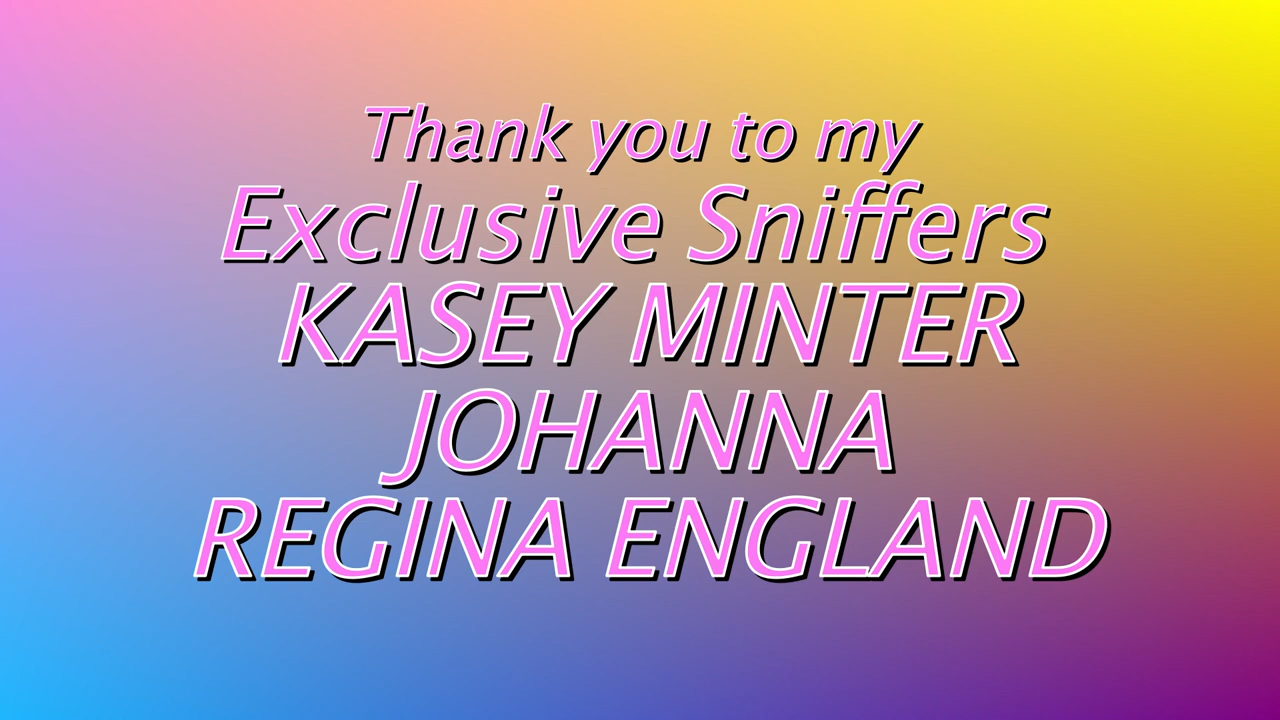 Thank you to my
Exclusive Sniffers
KASEY MINTER
JOHANNA
REGINA ENGLAND